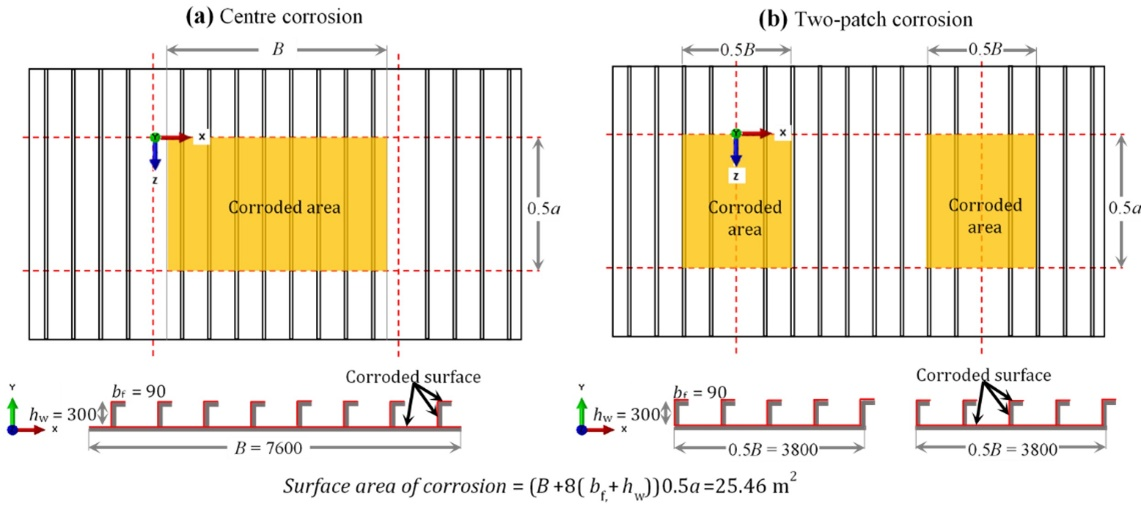 (a) Centre corrosion
B
Y
X
Z
Corroded area
0.5a
Y
X
b_f = 90
h_w = 300
Corroded surface
B = 7600
(b) Two-patch corrosion
0.5B
0.5B
Y
X
Z
Corroded
area
Corroded
area
0.5a
Y
X
b_f = 90
h_w = 300
Corroded surface
0.5B = 3800
0.5B = 3800
Surface area of corrosion = (B +8( b_f,+ h_w))0.5a=25.46 m²